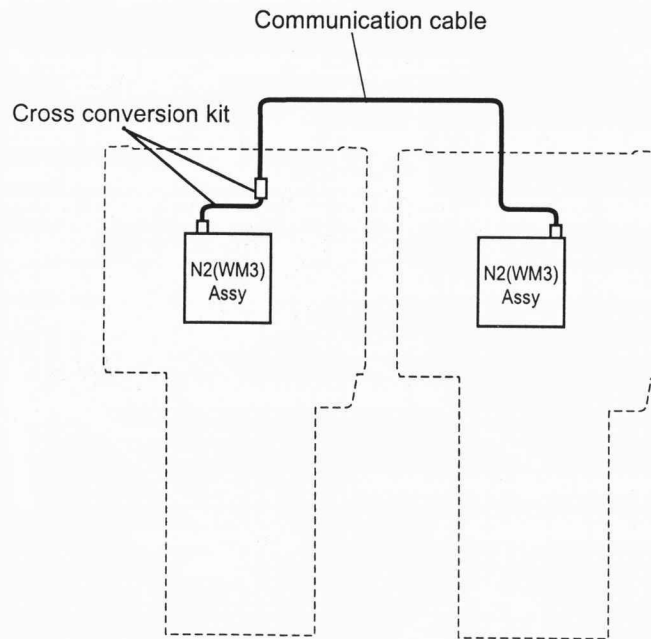 Communication cable
Cross conversion kit
N2(WM3)
Assy
N2(WM3)
Assy